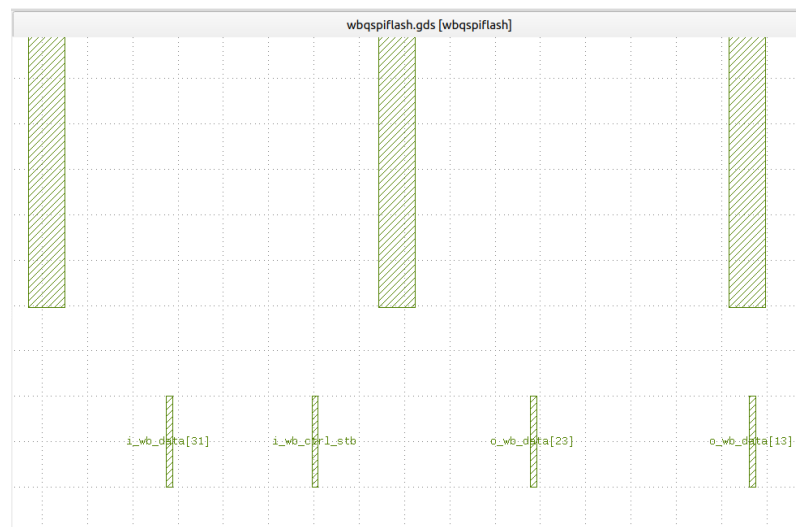 wbqspiflash.gds [wbqspiflash]
i_wb_data[31] i_wb_ctrl_stb o_wb_data[23] o_wb_data[13]